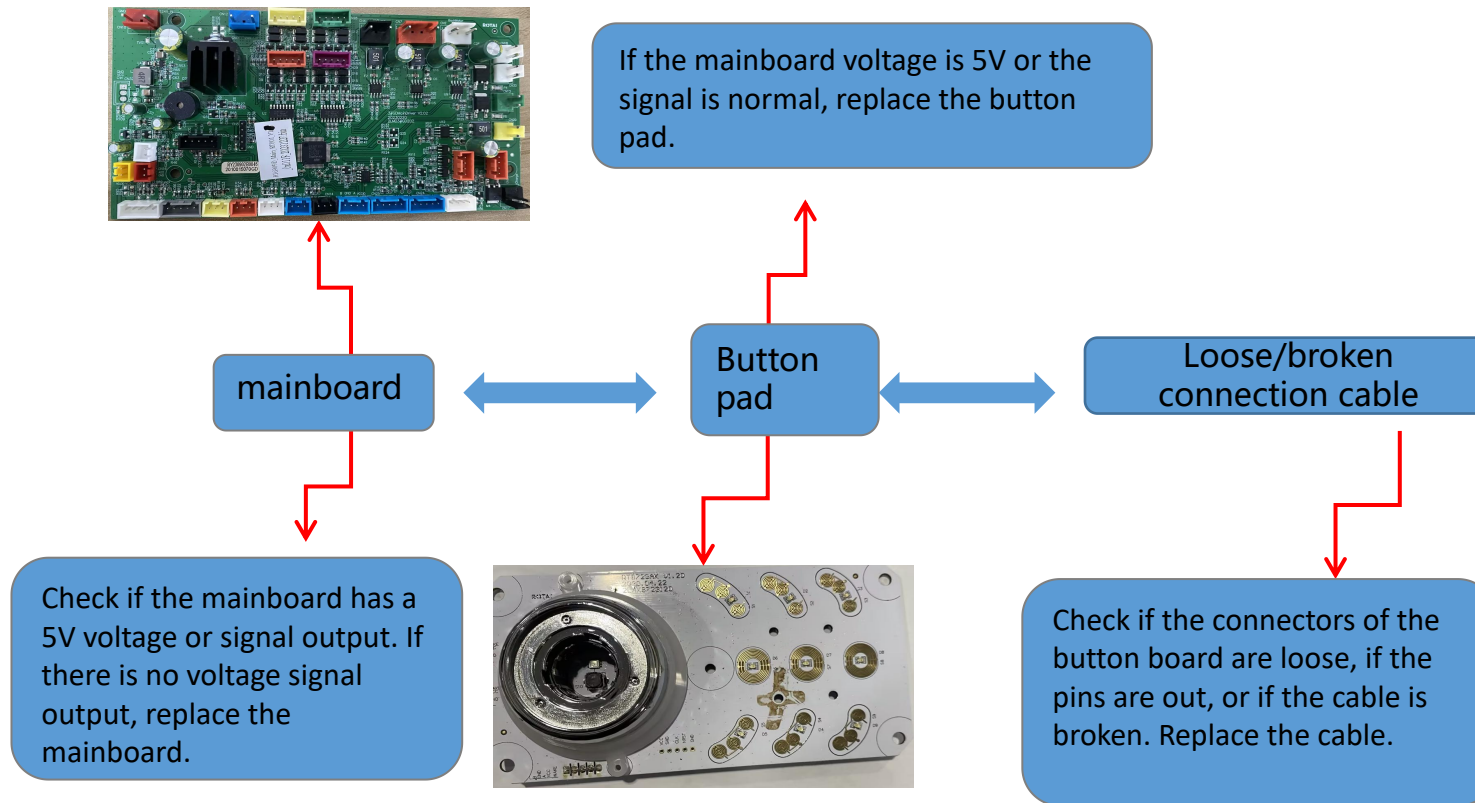 ROTAI
If the mainboard voltage is 5V or the
signal is normal, replace the button
pad.
mainboard
Button
pad
Loose/broken
connection cable
Check if the mainboard has a
5V voltage or signal output. If
there is no voltage signal
output, replace the
mainboard.
ROTAI
Check if the connectors of the
button board are loose, if the
pins are out, or if the cable is
broken. Replace the cable.